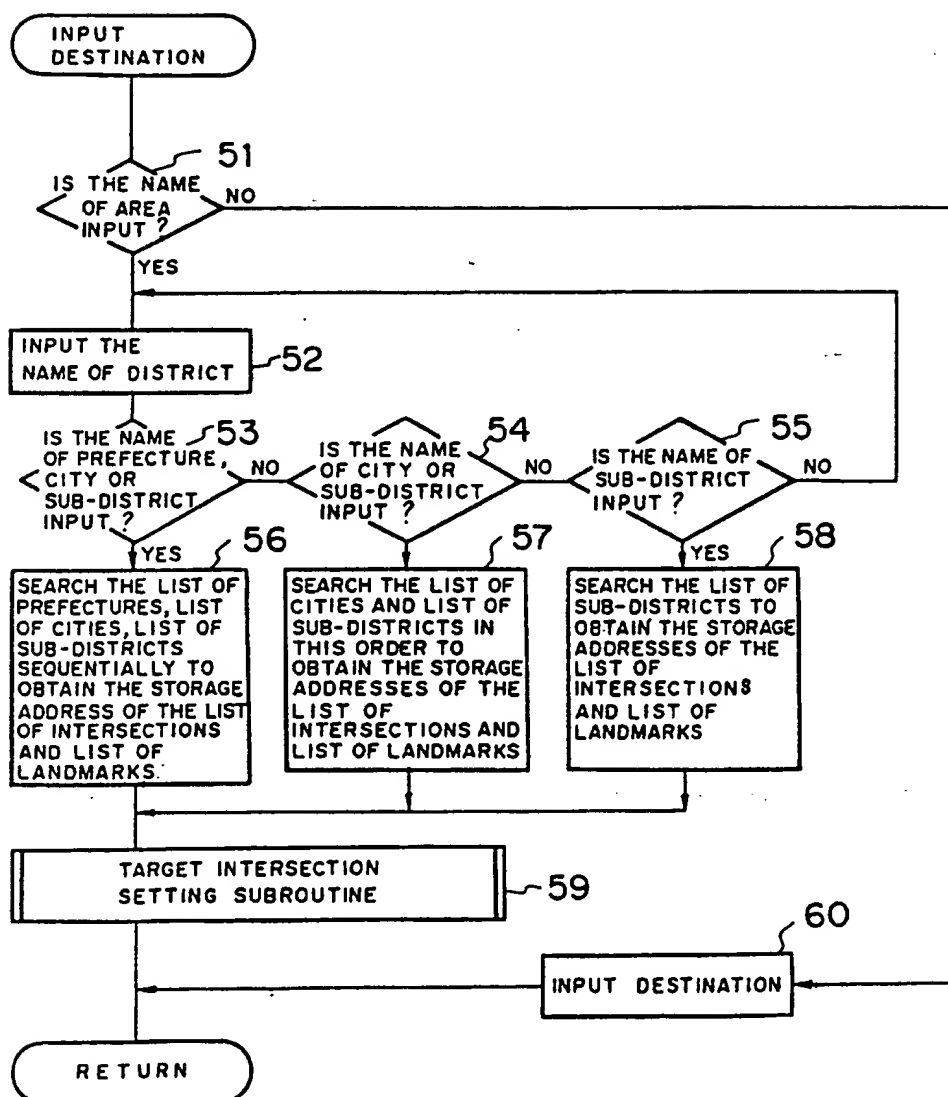 INPUT
DESTINATION
51
IS THE NAME
OF AREA
INPUT ?
NO
YES
INPUT THE
NAME OF DISTRICT
52
IS THE NAME
OF PREFECTURE,
CITY OR
SUB-DISTRICT
INPUT ?
53
NO
YES
IS THE NAME
OF CITY OR
SUB-DISTRICT
INPUT ?
54
NO
IS THE NAME OF
SUB-DISTRICT
INPUT ?
55
NO
YES
56
SEARCH THE LIST OF
PREFECTURES, LIST
OF CITIES, LIST OF
SUB-DISTRICTS
SEQUENTIALLY TO
OBTAIN THE STORAGE
ADDRESS OF THE LIST
OF INTERSECTIONS
AND LIST OF
LANDMARKS.
57
SEARCH THE LIST OF
CITIES AND LIST OF
SUB-DISTRICTS IN
THIS ORDER TO
OBTAIN THE STORAGE
ADDRESSES OF THE
LIST OF
INTERSECTIONS AND
LIST OF LANDMARKS
58
SEARCH THE LIST OF
SUB-DISTRICTS TO
OBTAIN THE STORAGE
ADDRESSES OF THE
LIST OF
INTERSECTIONS
AND LIST OF
LANDMARKS
TARGET INTERSECTION
SETTING SUBROUTINE
59
60
INPUT DESTINATION
RETURN